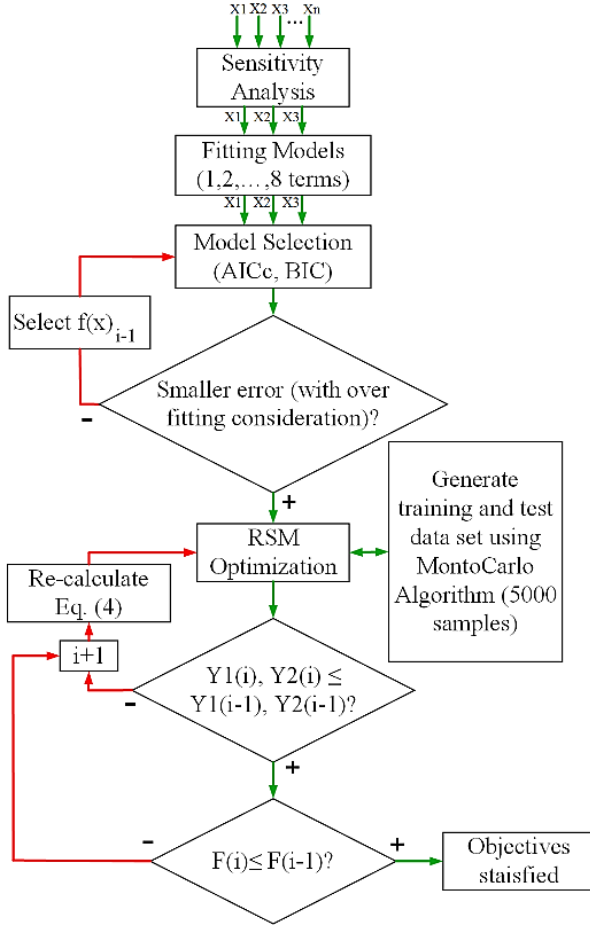 X1 X2 X3 ... Xn
Sensitivity
Analysis
X1 X2 X3
Fitting Models
(1,2,...,8 terms)
X1 X2 X3
Model Selection
(AICc, BIC)
Select f(x)i-1
Smaller error (with over
fitting consideration)?
-
+
Generate
training and test
data set using
MontoCarlo
Algorithm (5000
samples)
RSM
Optimization
Re-calculate
Eq. (4)
i+1
Y1(i), Y2(i) ≤
Y1(i-1), Y2(i-1)?
-
+
-
F(i)≤F(i-1)?
+
Objectives
staisfied